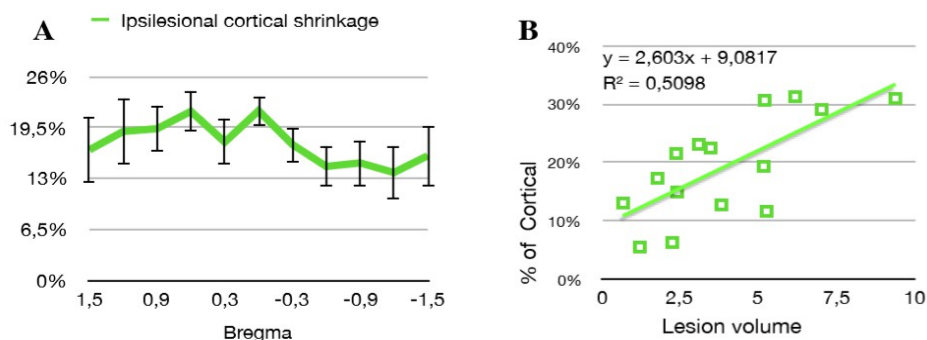 A
Ipsilesional cortical shrinkage
26%
19,5%
13%
6,5%
0%
1,5 0,9 0,3 -0,3 -0,9 -1,5
Bregma
B
40%
y = 2,603x + 9,0817
R² = 0,5098
30%
20%
10%
0%
% of Cortical
0 2,5 5 7,5 10
Lesion volume